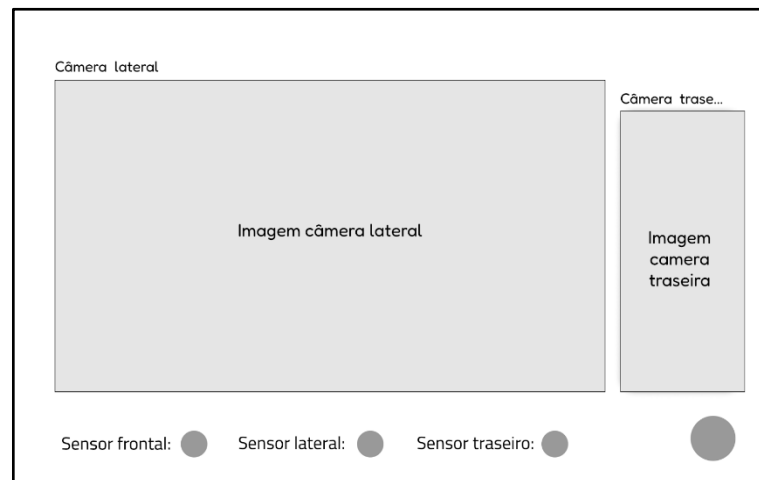 Câmera lateral
Câmera trase...
Imagem câmera lateral
Imagem
camera
traseira
Sensor frontal:
Sensor lateral:
Sensor traseiro: